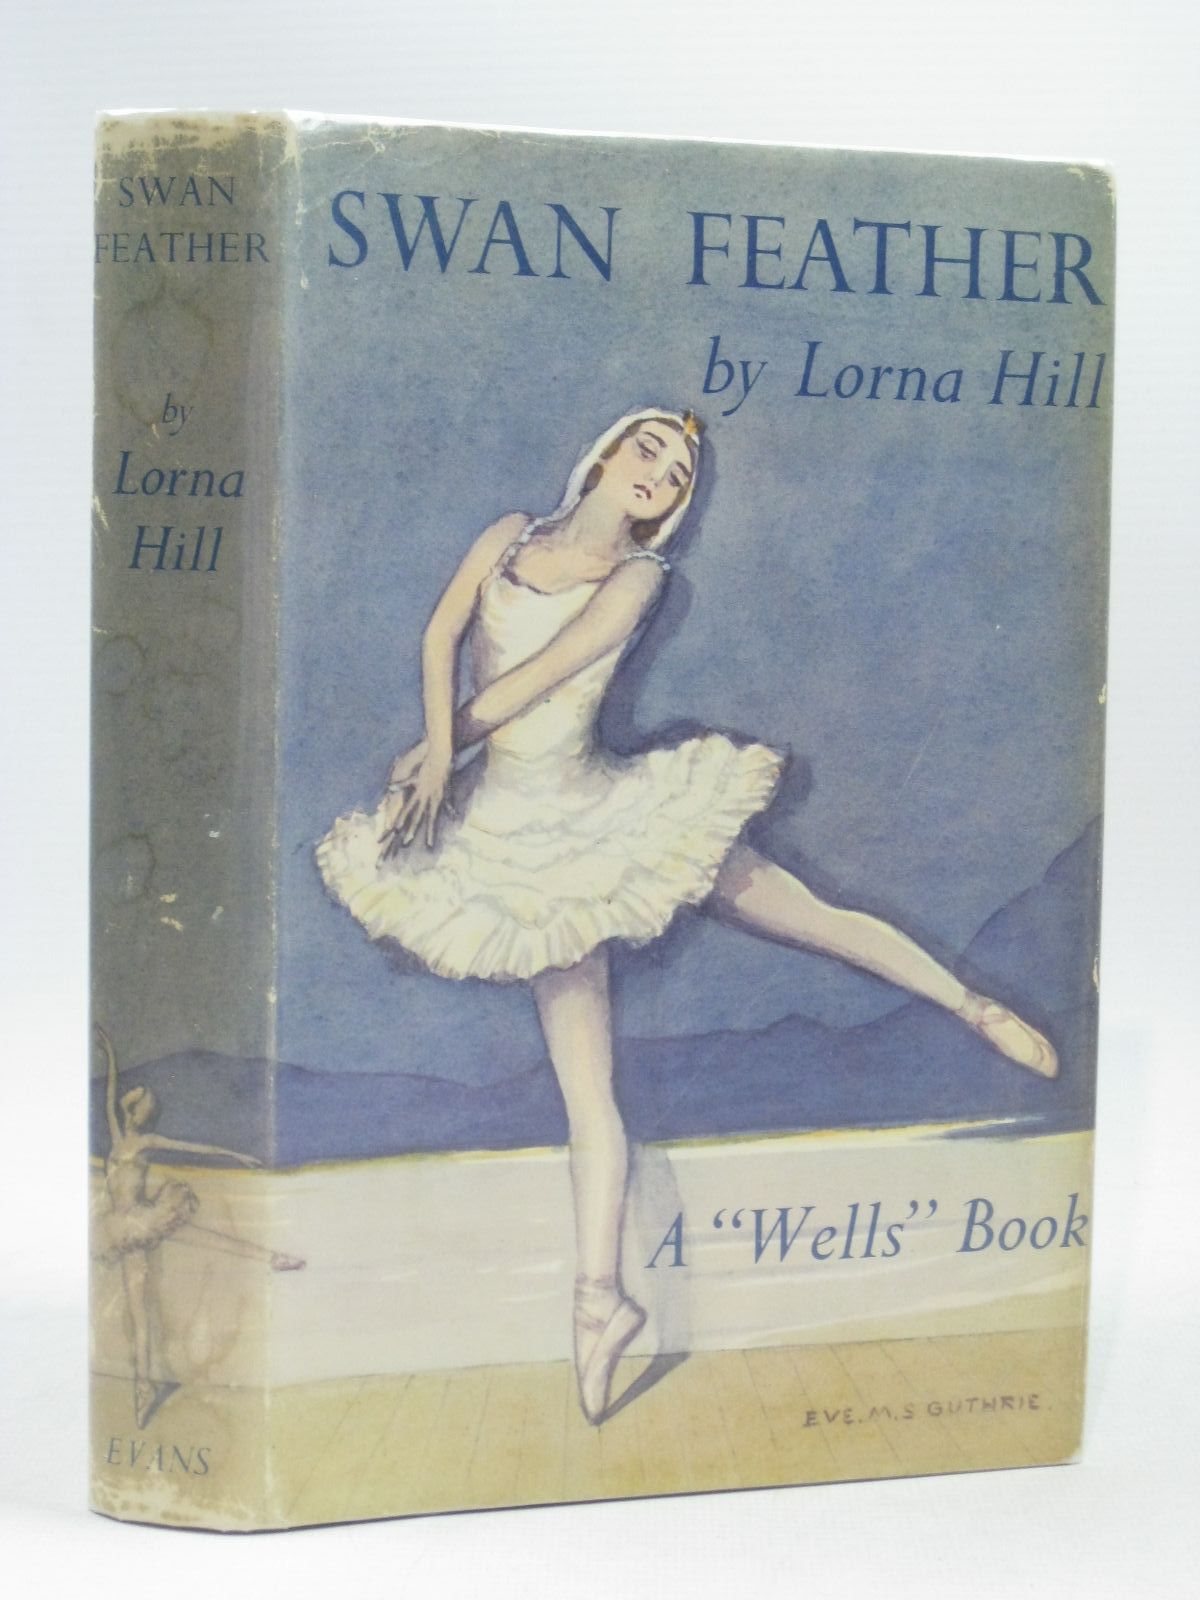 SWAN
FEATHER
by
Lorna
Hill
EVANS
SWAN FEATHER
by Lorna Hill
A “Wells” Book
EVE. M. S GUTHRIE.